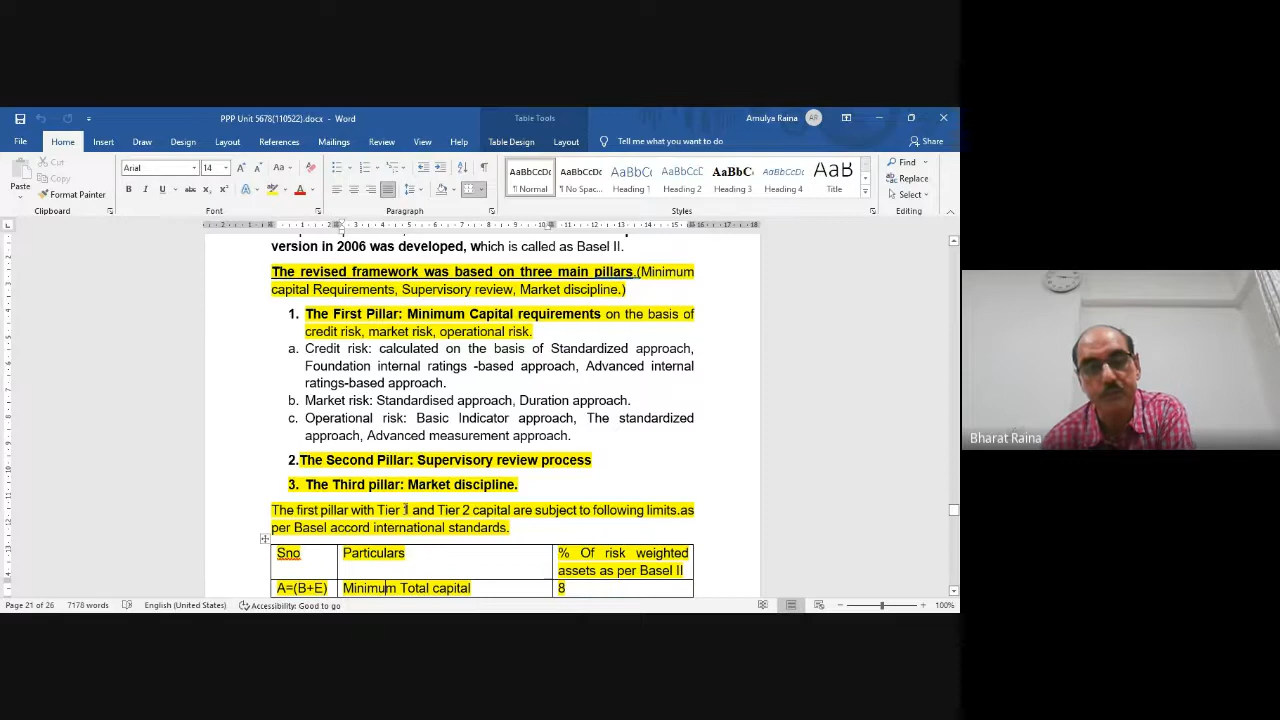 PPP Unit 5678(110522).docx - Word
Table Tools
Amulya Raina
AR
File
Home
Insert
Draw
Design
Layout
References
Mailings
Review
View
Help
Table Design
Layout
Tell me what you want to do
Share
Paste
Cut
Copy
Format Painter
Arial
14
AaBbCcDc
AaBbCcDc
AaBbCc
AaBbCcDc
AaBbCc
AaBbCcDc
AaB
¶ Normal
¶ No Spac...
Heading 1
Heading 2
Heading 3
Heading 4
Title
Find
Replace
Select
Clipboard
Font
Paragraph
Styles
Editing
version in 2006 was developed, which is called as Basel II.
The revised framework was based on three main pillars.(Minimum
capital Requirements, Supervisory review, Market discipline.)
1. The First Pillar: Minimum Capital requirements on the basis of
credit risk, market risk, operational risk.
a. Credit risk: calculated on the basis of Standardized approach,
Foundation internal ratings -based approach, Advanced internal
ratings-based approach.
b. Market risk: Standardised approach, Duration approach.
c. Operational risk: Basic Indicator approach, The standardized
approach, Advanced measurement approach.
2.The Second Pillar: Supervisory review process
3. The Third pillar: Market discipline.
The first pillar with Tier 1 and Tier 2 capital are subject to following limits.as
per Basel accord international standards.
Sno Particulars % Of risk weighted
assets as per Basel II
A=(B+E) Minimum Total capital 8
Page 21 of 26
7178 words
English (United States)
Accessibility: Good to go
100%
Bharat Raina